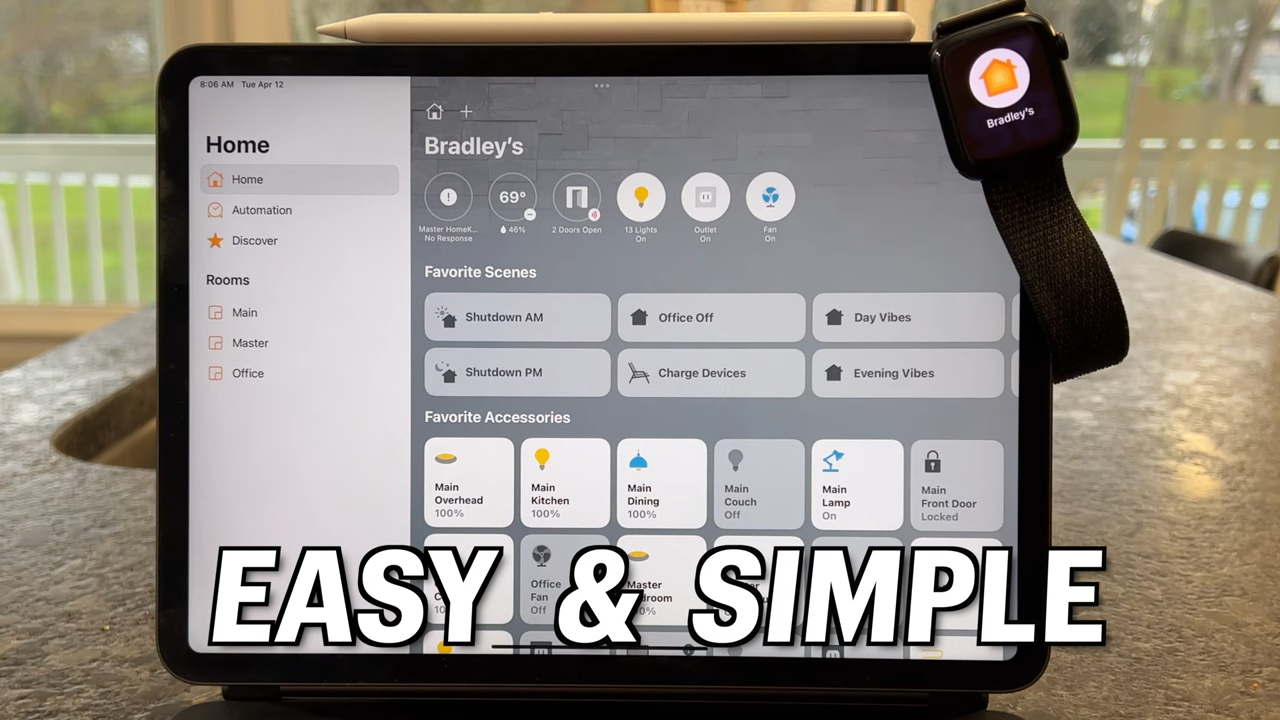 8:06 AM Tue Apr 12
Home
Home
Automation
Discover
Rooms
Main
Master
Office
Bradley's
Master HomeK...
No Response
69°
46%
2 Doors Open
13 Lights
On
Outlet
On
Fan
On
Favorite Scenes
Shutdown AM
Office Off
Day Vibes
Shutdown PM
Charge Devices
Evening Vibes
Favorite Accessories
Main
Overhead
100%
Main
Kitchen
100%
Main
Dining
100%
Main
Couch
Off
Main
Lamp
On
Main
Front Door
Locked
Office
Fan
Off
Master
Bradley's
EASY & SIMPLE